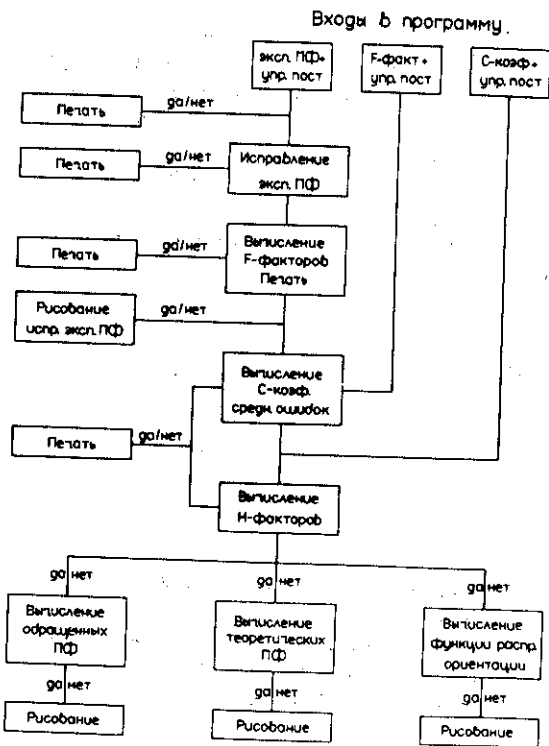 Входы в программу.
эксп. ПФ+
упр. пост
F-факт+
упр. пост
С-коэф+
упр. пост
Печать
да/нет
Печать
да/нет
Исправление
эксп. ПФ
Печать
да/нет
Вычисление
F-факторов
Печать
Рисование
испр. эксп. ПФ
да/нет
Вычисление
С-коэф.
средн. ошибок
Печать
да/нет
Вычисление
Н-факторов
да нет
да нет
да нет
Вычисление
обращенных
ПФ
Вычисление
теоретических
ПФ
Вычисление
функции распр.
ориентации
да нет
да нет
да нет
Рисование
Рисование
Рисование